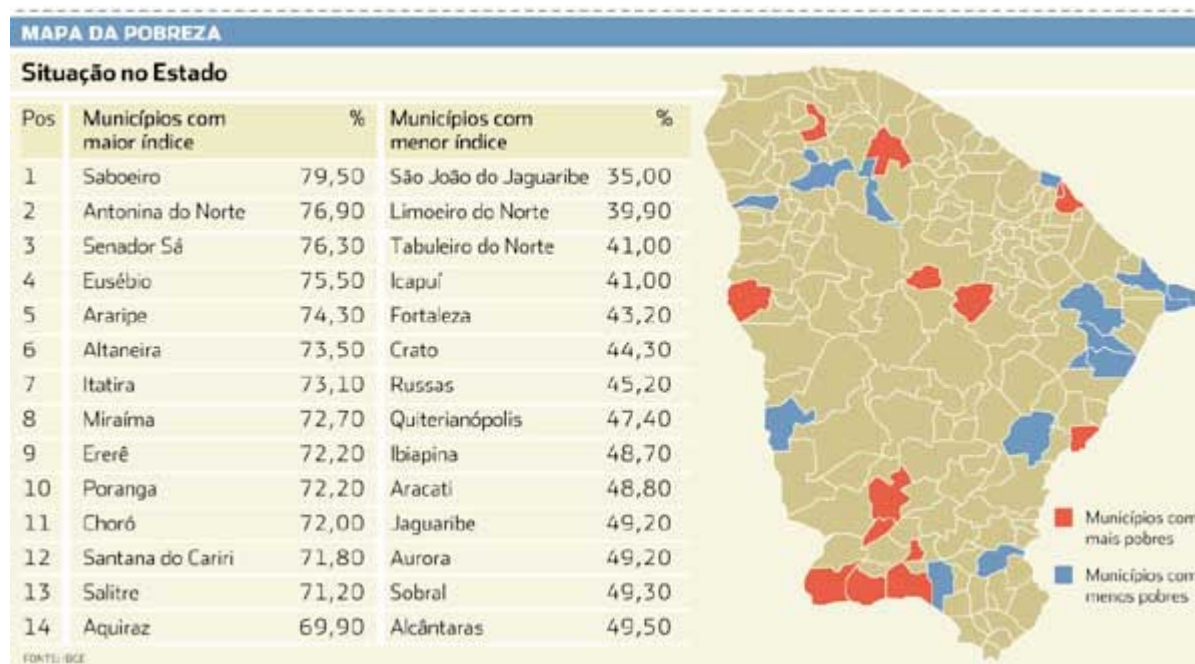 MAPA DA POBREZA
Situação no Estado
Pos Municípios com maior índice % Municípios com menor índice %
1 Saboeiro 79,50 São João do Jaguaribe 35,00
2 Antonina do Norte 76,90 Limoeiro do Norte 39,90
3 Senador Sá 76,30 Tabuleiro do Norte 41,00
4 Eusébio 75,50 Icapuí 41,00
5 Araripe 74,30 Fortaleza 43,20
6 Altaneira 73,50 Crato 44,30
7 Itatira 73,10 Russas 45,20
8 Miraíma 72,70 Quiterianópolis 47,40
9 Ererê 72,20 Ibiapina 48,70
10 Poranga 72,20 Aracati 48,80
11 Choró 72,00 Jaguaribe 49,20
12 Santana do Cariri 71,80 Aurora 49,20
13 Salitre 71,20 Sobral 49,30
14 Aquiraz 69,90 Alcântaras 49,50
FONTE: IBGE
Municípios com
mais pobres
Municípios com
menos pobres